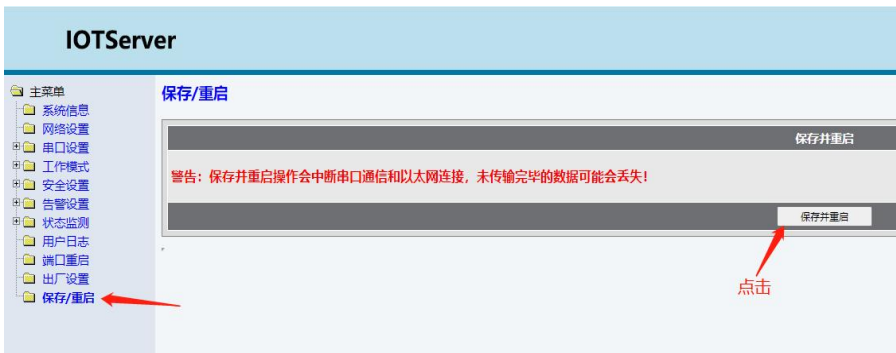 IOTServer
主菜单
系统信息
网络设置
串口设置
工作模式
安全设置
告警设置
状态监测
用户日志
端口重启
出厂设置
保存/重启
保存/重启
保存并重启
警告：保存并重启操作会中断串口通信和以太网连接，未传输完毕的数据可能会丢失！
保存并重启
点击